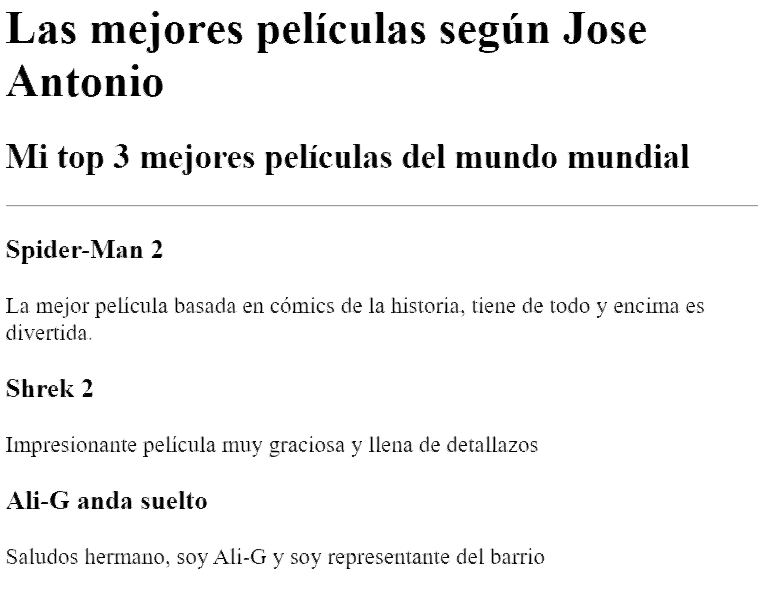 Las mejores películas según Jose
Antonio
Mi top 3 mejores películas del mundo mundial
Spider-Man 2
La mejor película basada en cómics de la historia, tiene de todo y encima es
divertida.
Shrek 2
Impresionante película muy graciosa y llena de detallazos
Ali-G anda suelto
Saludos hermano, soy Ali-G y soy representante del barrio